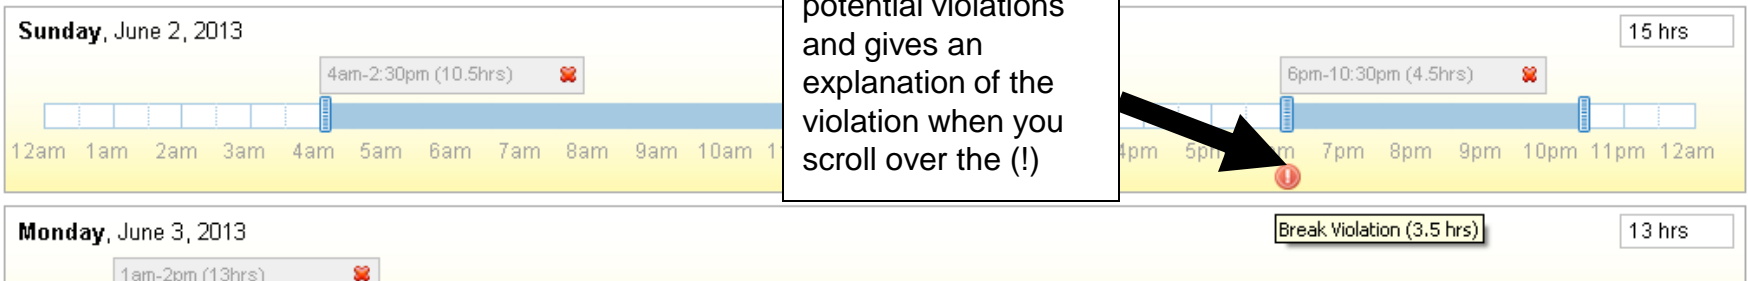 Sunday, June 2, 2013
15 hrs
4am-2:30pm (10.5hrs)
6pm-10:30pm (4.5hrs)
12am 1am 2am 3am 4am 5am 6am 7am 8am 9am 10am
7pm 8pm 9pm 10pm 11pm 12am
potential violations
and gives an
explanation of the
violation when you
scroll over the (!)
Monday, June 3, 2013
Break Violation (3.5 hrs)
13 hrs
1am-2pm (13hrs)